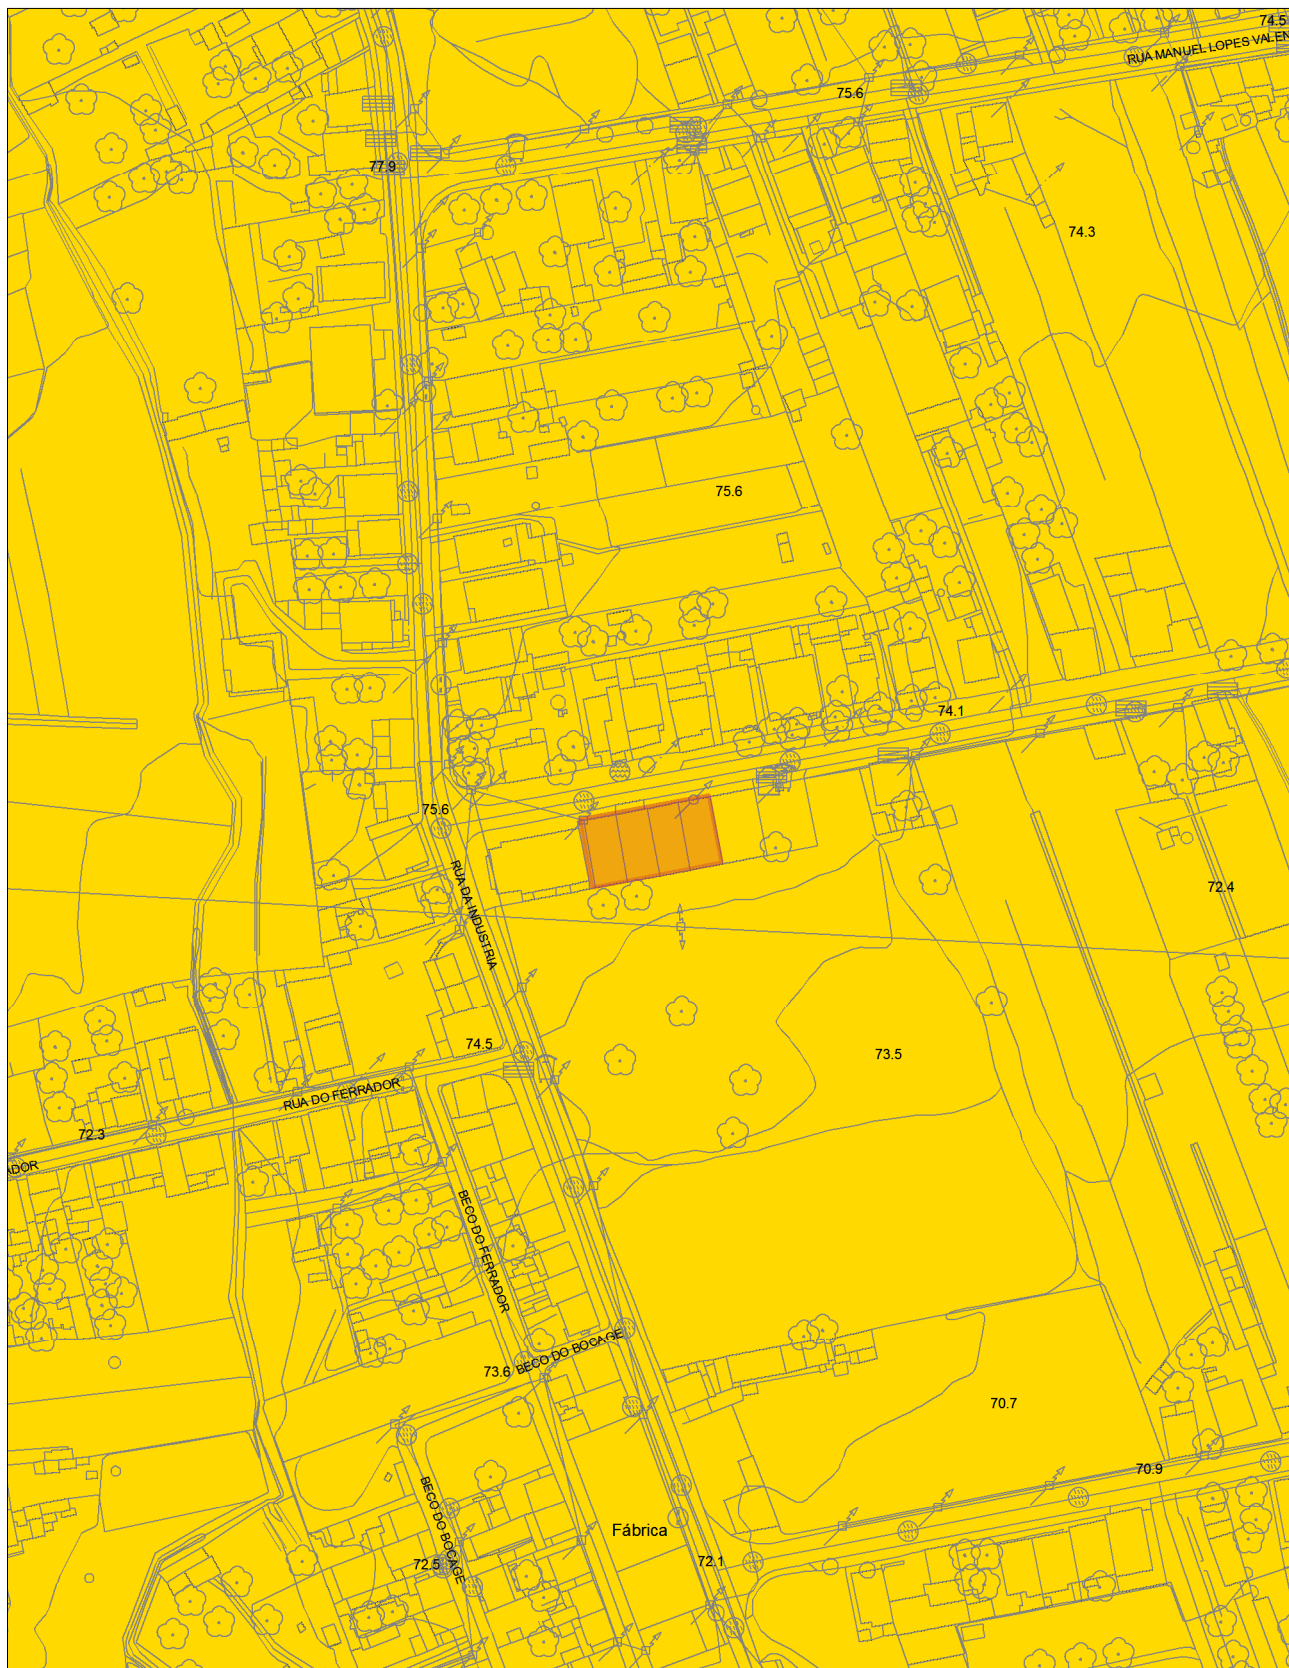 74.5
RUA MANUEL LOPES VALEN
75.6
77.9
74.3
75.6
74.1
75.6
RUA DA INDUSTRIA
72.4
74.5
73.5
RUA DO FERRADOR
72.3
ADOR
BECO DO FERRADOR
BECO DO BOCAGE
73.6
70.7
70.9
BECO DO BOCAGE
Fábrica
72.5
72.1